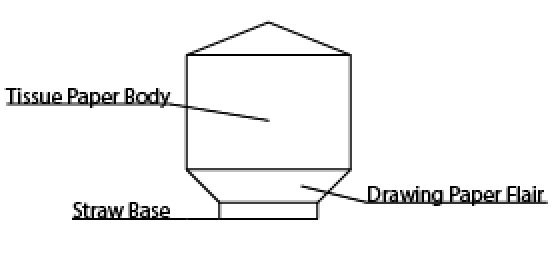 Tissue Paper Body
Drawing Paper Flair
Straw Base